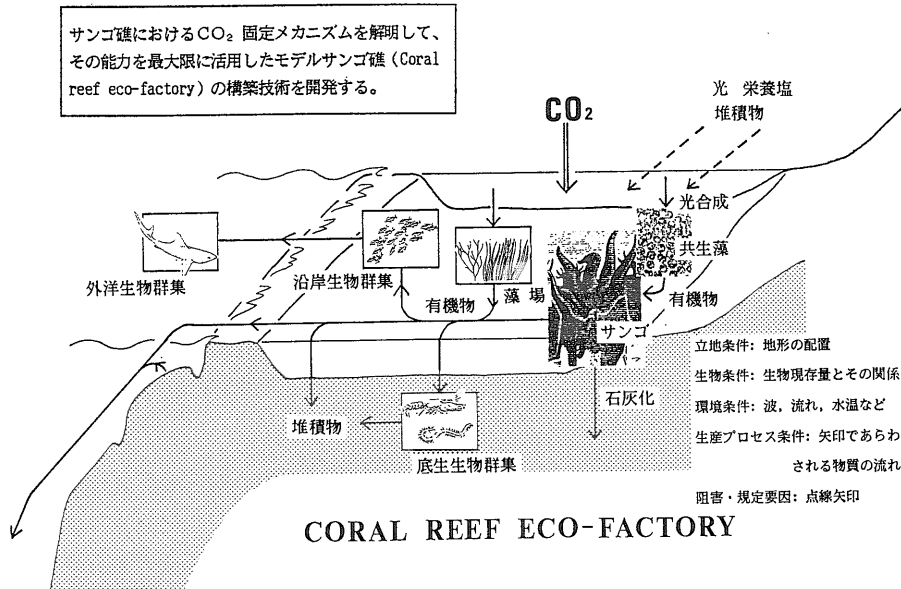 サンゴ礁におけるCO₂ 固定メカニズムを解明して、
その能力を最大限に活用したモデルサンゴ礁（Coral
reef eco-factory）の構築技術を開発する。
光 栄養塩
堆積物
CO₂
光合成
共生藻
外洋生物群集
沿岸生物群集
有機物
藻 場
有機物
サンゴ
石灰化
堆積物
底生生物群集
立地条件: 地形の配置
生物条件: 生物現存量とその関係
環境条件: 波, 流れ, 水温など
生産プロセス条件: 矢印であらわ
される物質の流れ
阻害・規定要因: 点線矢印
CORAL REEF ECO-FACTORY